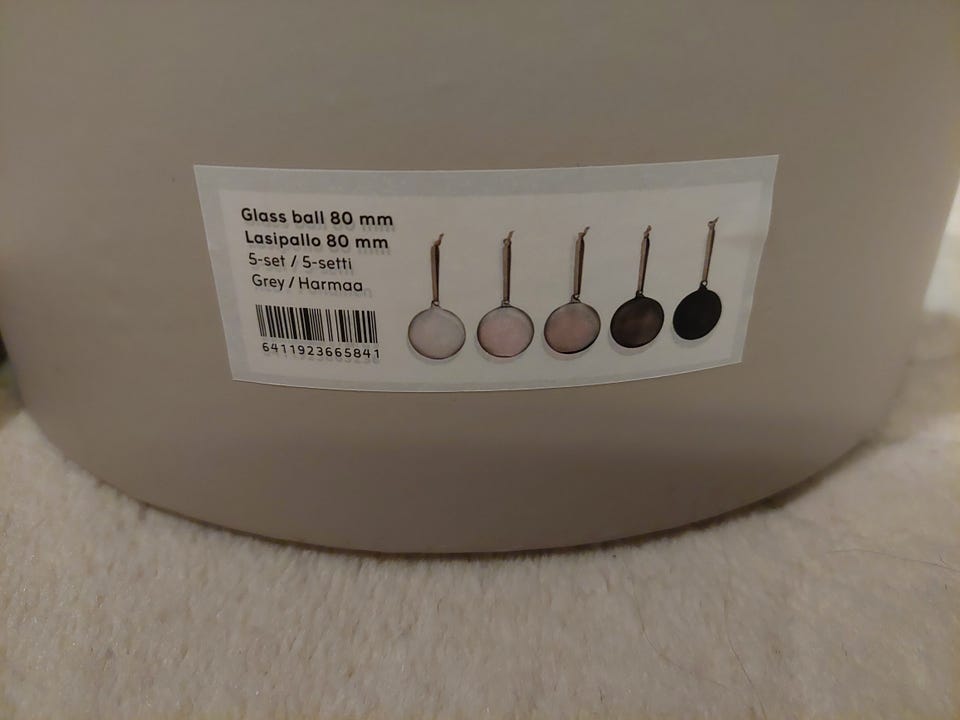 Glass ball 80 mm
Lasipallo 80 mm
5-set / 5-setti
Grey / Harmaa
6411923665841